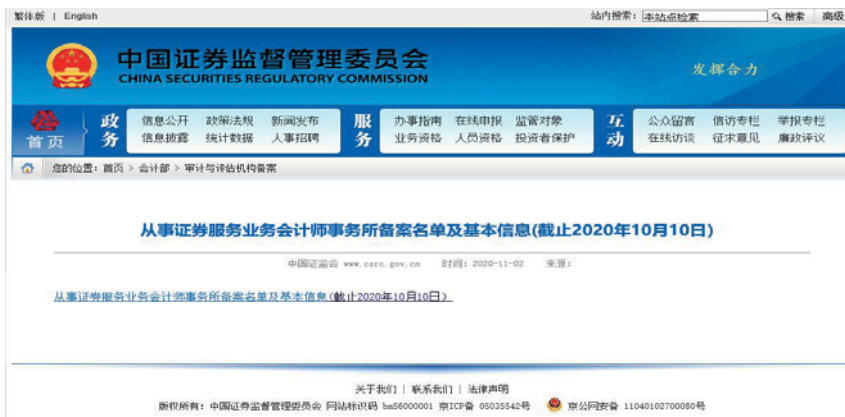 繁体版 | English 站内搜索: 本站点检索 搜索 高级
中国证券监督管理委员会
CHINA SECURITIES REGULATORY COMMISSION
发挥合力
首页
政务
信息公开 政策法规 新闻发布
信息披露 统计数据 人事招聘
服务
办事指南 在线申报 监管对象
业务资格 人员资格 投资者保护
互动
公众留言 信访专栏 举报专栏
在线访谈 征求意见 廉政评议
您的位置: 首页 > 会计部 > 审计与评估机构备案
从事证券服务业务会计师事务所备案名单及基本信息(截止2020年10月10日)
中国证监会 www.csrc.gov.cn 时间: 2020-11-02 来源:
从事证券服务业务会计师事务所备案名单及基本信息(截止2020年10月10日)
关于我们 | 联系我们 | 法律声明
版权所有: 中国证券监督管理委员会 网站标识码 bm56000001 京ICP备 05035542号 京公网安备 11040102700080号